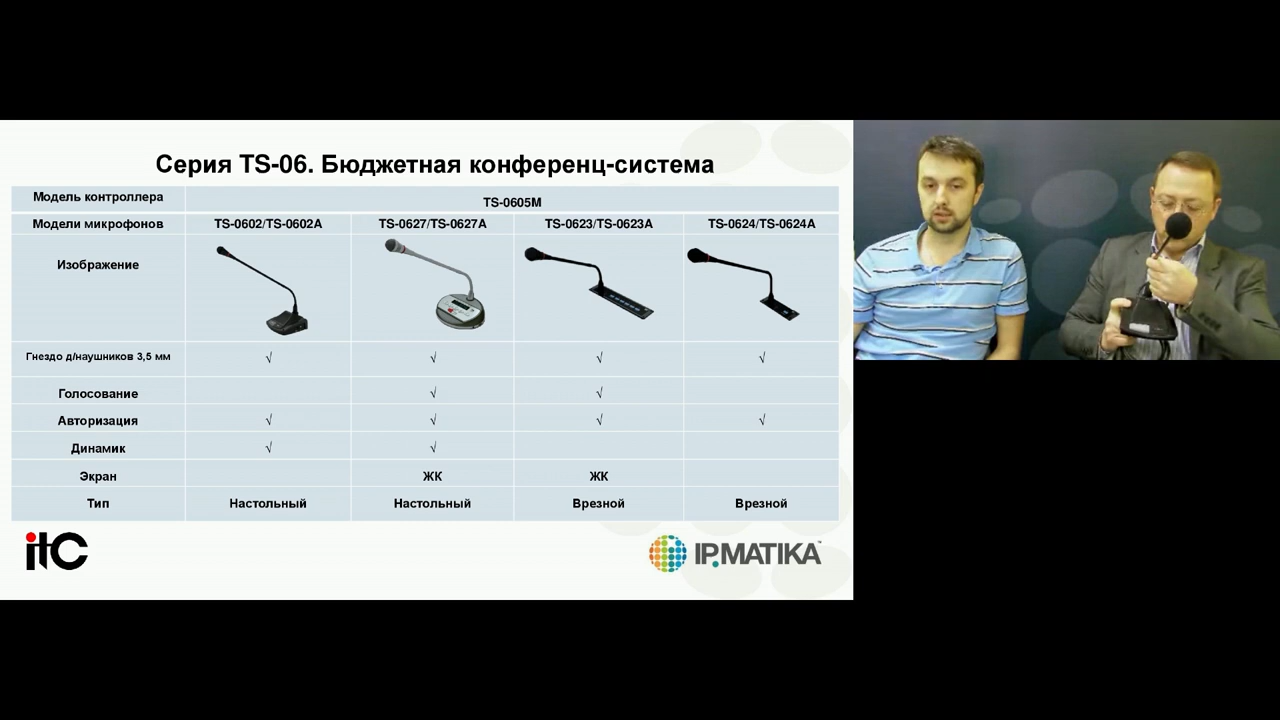 Серия TS-06. Бюджетная конференц-система
Модель контроллера TS-0605M
Модели микрофонов TS-0602/TS-0602A TS-0627/TS-0627A TS-0623/TS-0623A TS-0624/TS-0624A
Изображение
Гнездо д/наушников 3,5 мм √ √ √ √
Голосование √ √
Авторизация √ √ √ √
Динамик √ √
Экран ЖК ЖК
Тип Настольный Настольный Врезной Врезной
itc IP.MATIKA™